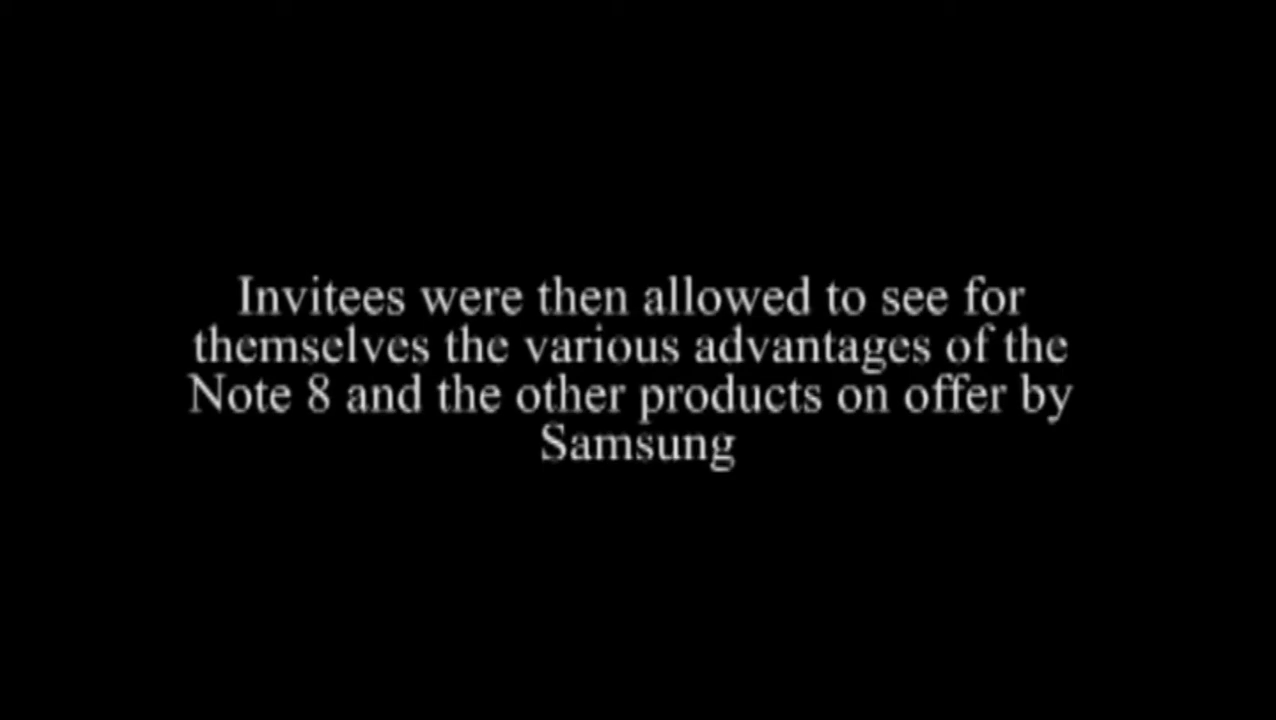 Invitees were then allowed to see for
themselves the various advantages of the
Note 8 and the other products on offer by
Samsung